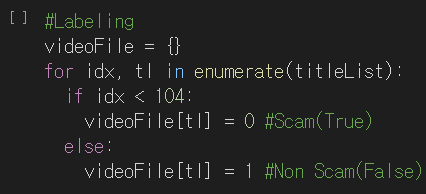 [ ] #Labeling
videoFile = {}
for idx, tl in enumerate(titleList):
  if idx < 104:
    videoFile[tl] = 0 #Scam(True)
  else:
    videoFile[tl] = 1 #Non Scam(False)